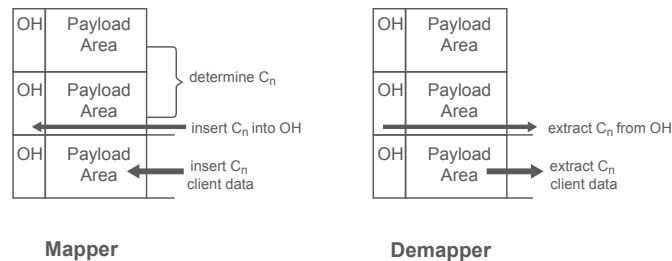 OH Payload Area
determine Cn
OH Payload Area
insert Cn into OH
OH Payload Area
insert Cn
client data
Mapper
OH Payload Area
OH Payload Area
extract Cn from OH
OH Payload Area
extract Cn
client data
Demapper